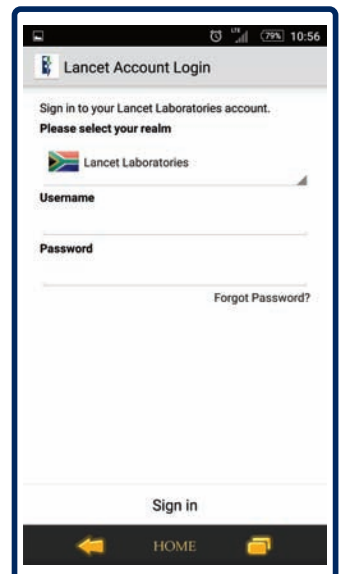 LTE 79% 10:56
Lancet Account Login
Sign in to your Lancet Laboratories account.
Please select your realm
Lancet Laboratories
Username
Password
Forgot Password?
Sign in
HOME